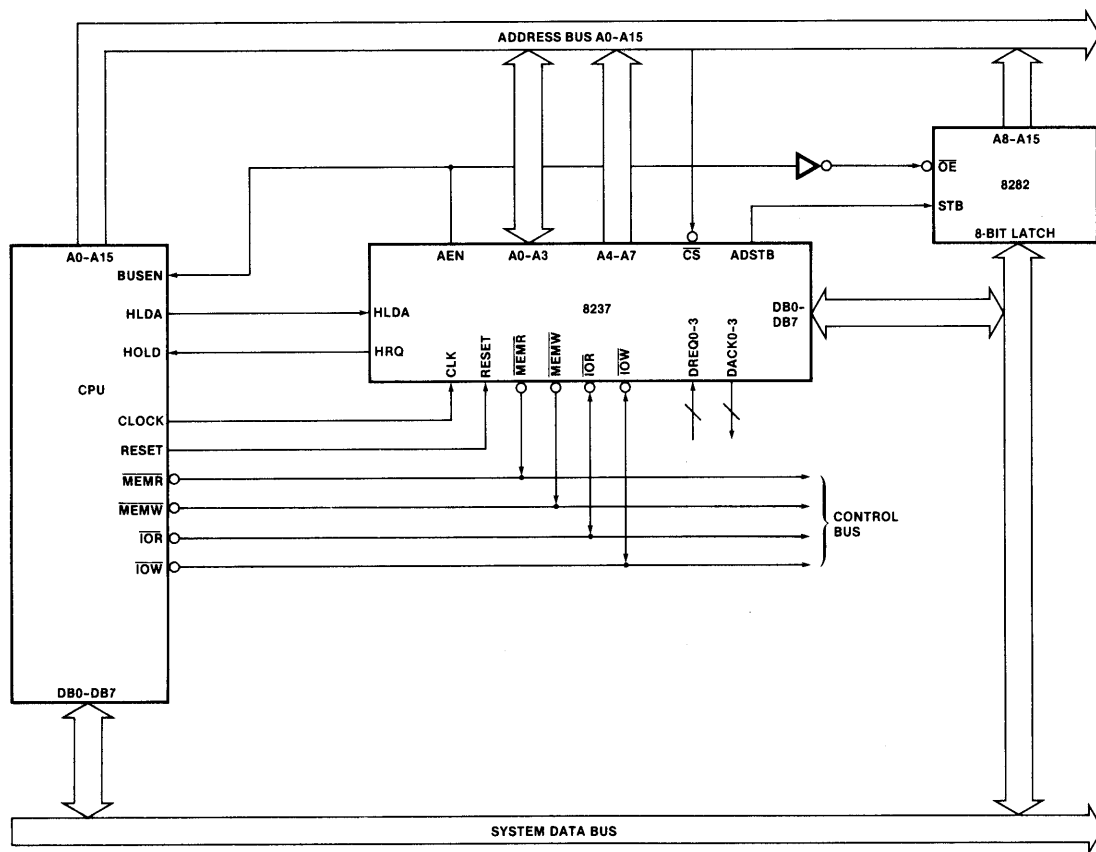 ADDRESS BUS A0–A15
A8–A15
OE
8282
STB
8-BIT LATCH
A0–A15
BUSEN
HLDA
HOLD
CPU
CLOCK
RESET
MEMR
MEMW
IOR
IOW
DB0–DB7
AEN
A0–A3
A4–A7
CS
ADSTB
8237
HLDA
HRQ
CLK
RESET
MEMR
MEMW
IOR
IOW
DREQ0-3
DACK0-3
DB0–
DB7
CONTROL
BUS
SYSTEM DATA BUS